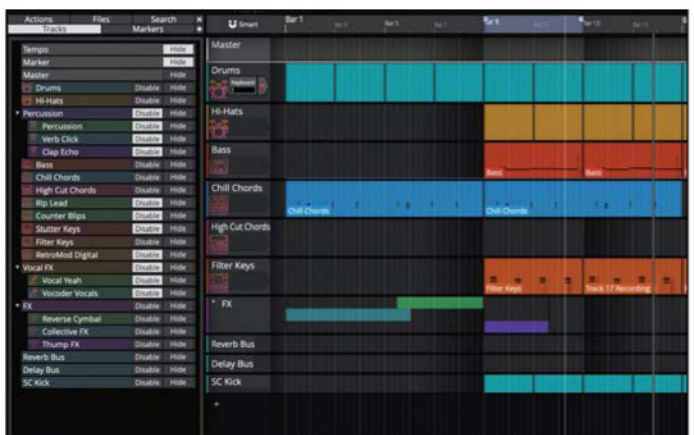 Actions Files Search
Tracks Markers
Tempo Hide
Marker Hide
Master Hide
Drums Disable Hide
Hi-Hats Disable Hide
Percussion Disable Hide
Percussion Disable Hide
Verb Click Disable Hide
Clap Echo Disable Hide
Bass Disable Hide
Chill Chords Disable Hide
High Cut Chords Disable Hide
Rip Lead Disable Hide
Counter Blips Disable Hide
Stutter Keys Disable Hide
Filter Keys Disable Hide
RetroMod Digital Disable Hide
Vocal FX Disable Hide
Vocal Yeah Disable Hide
Vocoder Vocals Disable Hide
FX Disable Hide
Reverse Cymbal Disable Hide
Collective FX Disable Hide
Thump FX Disable Hide
Reverb Bus Disable Hide
Delay Bus Disable Hide
SC Kick Disable Hide
Smart Bar 1
Master
Drums
Keyboard
Hi-Hats
Bass
Bass Bass
Chill Chords
Chill Chords Chill Chords
High Cut Chords
Filter Keys
Filter Keys Track 17 Recording
FX
Reverb Bus
Delay Bus
SC Kick
+